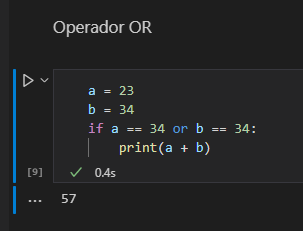 Operador OR
a = 23
b = 34
if a == 34 or b == 34:
    print(a + b)
[9]
0.4s
... 57